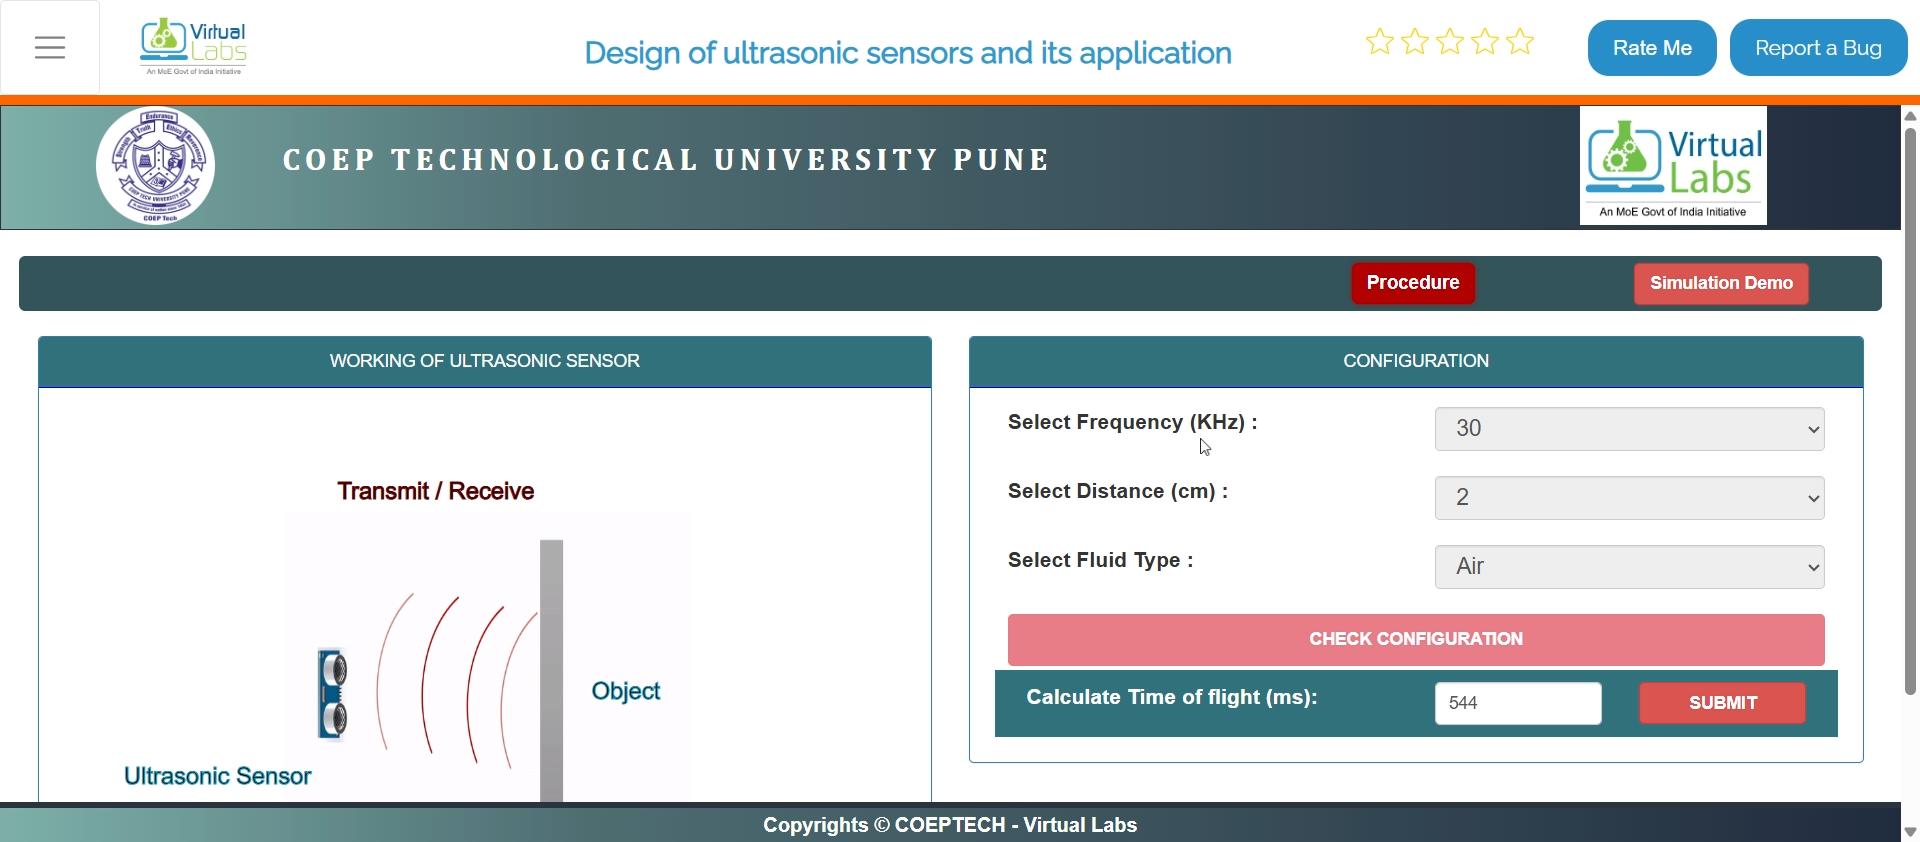 Virtual
Labs
An MoE Govt of India Initiative
Design of ultrasonic sensors and its application
Rate Me
Report a Bug
COEP Tech
COEP TECHNOLOGICAL UNIVERSITY PUNE
Virtual
Labs
An MoE Govt of India Initiative
Procedure
Simulation Demo
WORKING OF ULTRASONIC SENSOR
Transmit / Receive
Object
Ultrasonic Sensor
CONFIGURATION
Select Frequency (KHz) :
30
Select Distance (cm) :
2
Select Fluid Type :
Air
CHECK CONFIGURATION
Calculate Time of flight (ms):
544
SUBMIT
Copyrights © COEPTECH - Virtual Labs